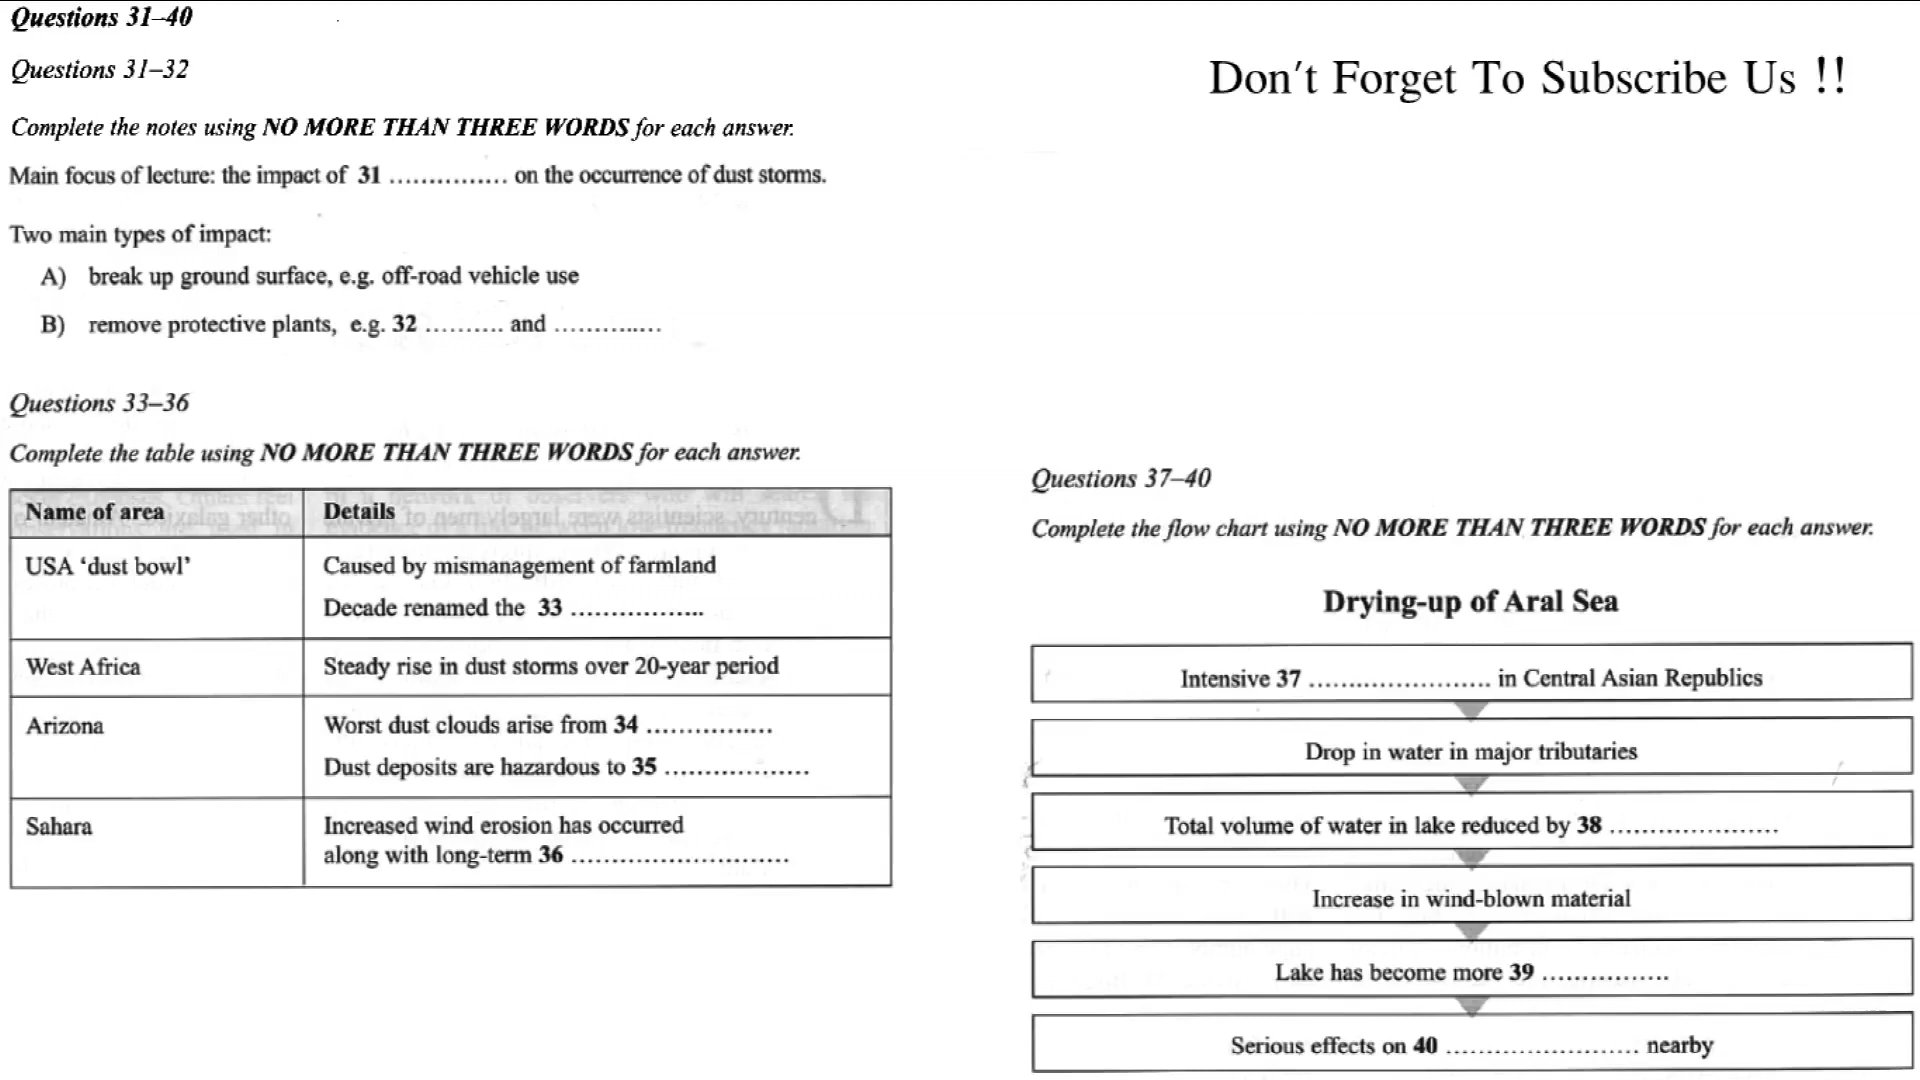 Questions 31–40
Questions 31–32
Complete the notes using NO MORE THAN THREE WORDS for each answer.
Main focus of lecture: the impact of 31 ............... on the occurrence of dust storms.
Two main types of impact:
A) break up ground surface, e.g. off-road vehicle use
B) remove protective plants, e.g. 32 .......... and .............
Questions 33–36
Complete the table using NO MORE THAN THREE WORDS for each answer.
Name of area Details
USA ‘dust bowl’ Caused by mismanagement of farmland
Decade renamed the 33 .................
West Africa Steady rise in dust storms over 20-year period
Arizona Worst dust clouds arise from 34 ................
Dust deposits are hazardous to 35 ..................
Sahara Increased wind erosion has occurred
along with long-term 36 ...........................
Don't Forget To Subscribe Us !!
Questions 37–40
Complete the flow chart using NO MORE THAN THREE WORDS for each answer.
Drying-up of Aral Sea
Intensive 37 ....................... in Central Asian Republics
Drop in water in major tributaries
Total volume of water in lake reduced by 38 .....................
Increase in wind-blown material
Lake has become more 39 ................
Serious effects on 40 ........................ nearby